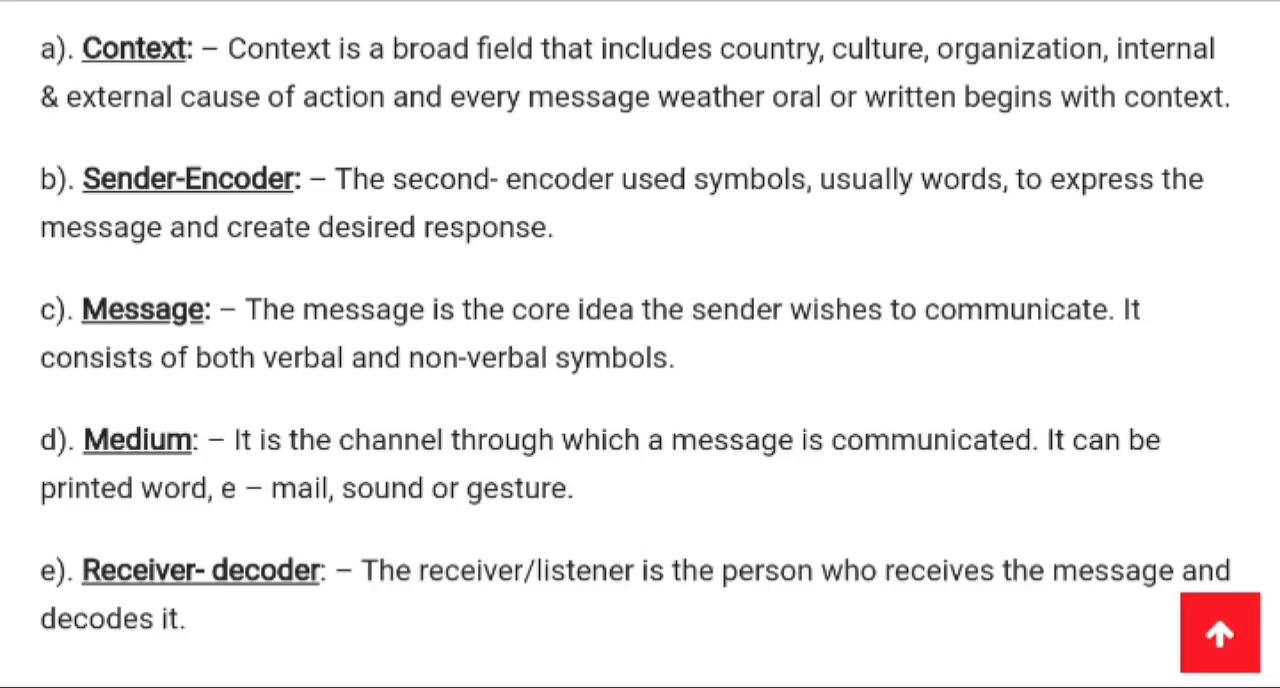 a). Context: – Context is a broad field that includes country, culture, organization, internal
& external cause of action and every message weather oral or written begins with context.
b). Sender-Encoder: – The second- encoder used symbols, usually words, to express the
message and create desired response.
c). Message: – The message is the core idea the sender wishes to communicate. It
consists of both verbal and non-verbal symbols.
d). Medium: – It is the channel through which a message is communicated. It can be
printed word, e – mail, sound or gesture.
e). Receiver- decoder: – The receiver/listener is the person who receives the message and
decodes it.